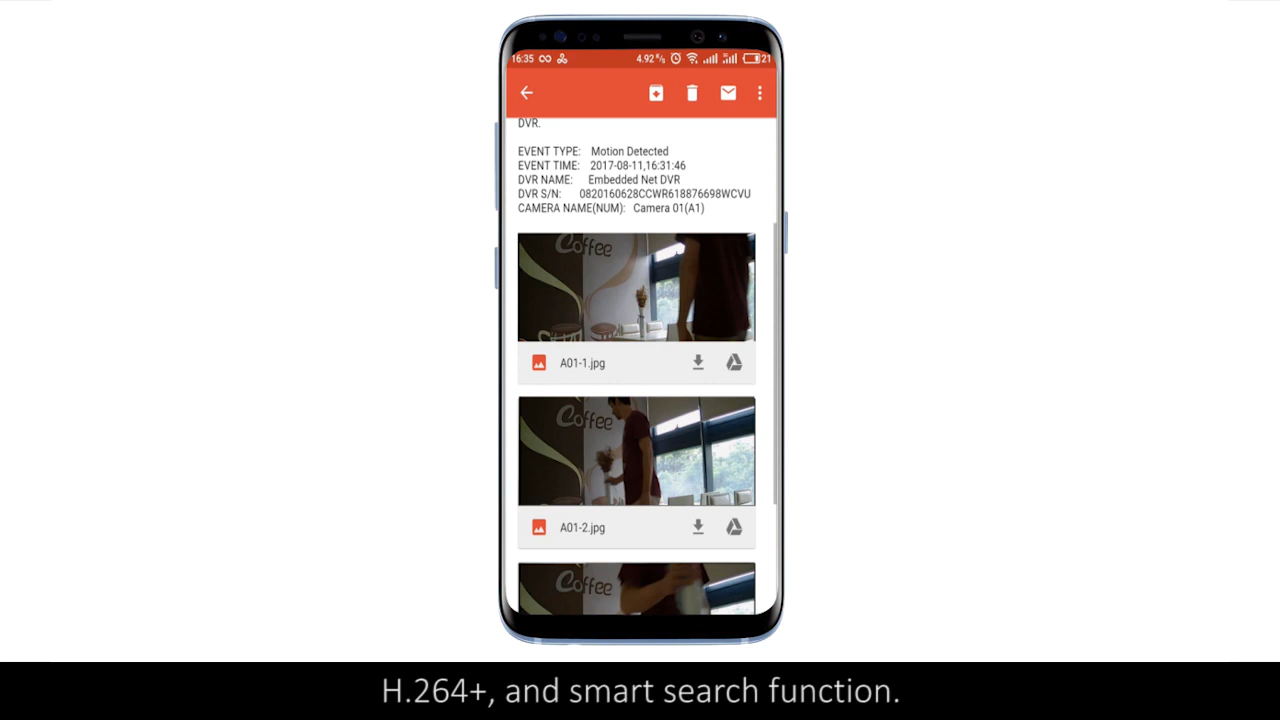 16:35
4.92 K/s
21
DVR.
EVENT TYPE: Motion Detected
EVENT TIME: 2017-08-11,16:31:46
DVR NAME: Embedded Net DVR
DVR S/N: 0820160628CCWR618876698WCVU
CAMERA NAME(NUM): Camera 01(A1)
Coffee
A01-1.jpg
Coffee
A01-2.jpg
Coffee
H.264+, and smart search function.